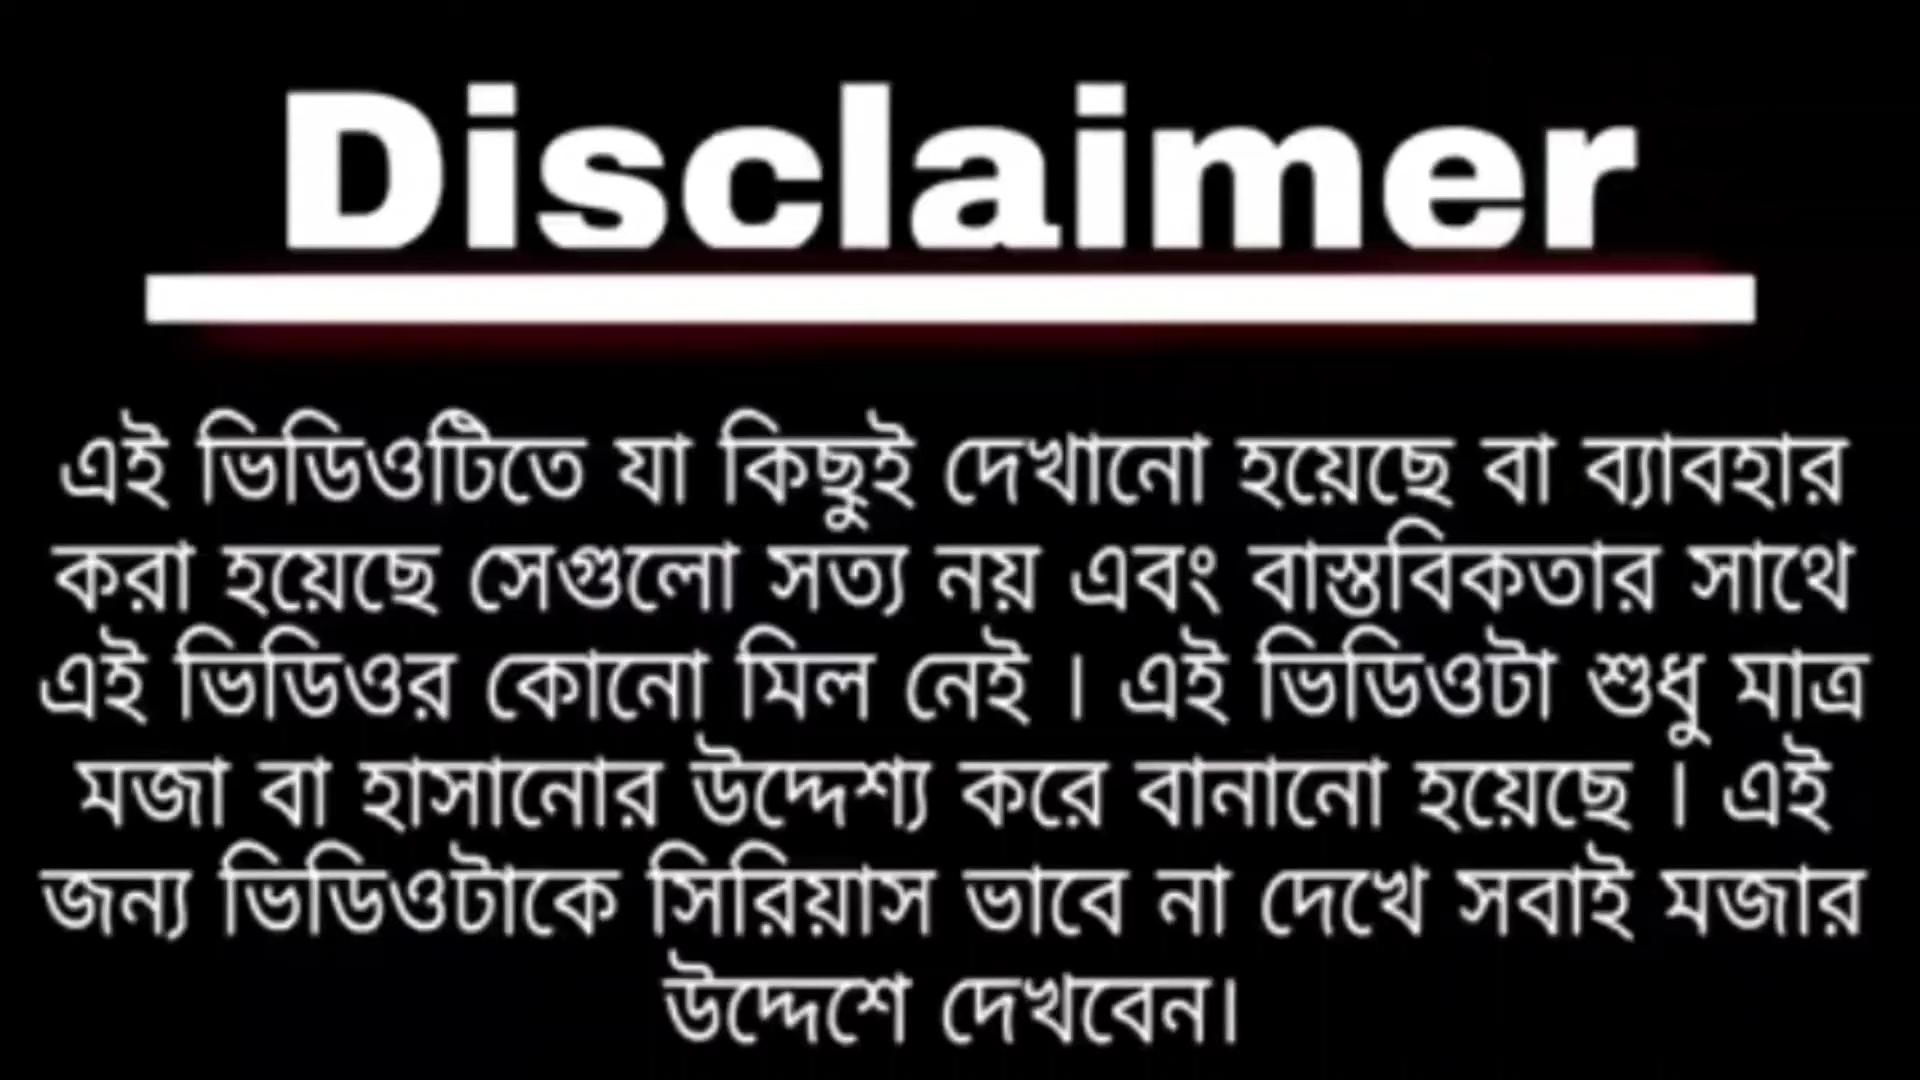 Disclaimer
এই ভিডিওটিতে যা কিছুই দেখানো হয়েছে বা ব্যাবহার
করা হয়েছে সেগুলো সত্য নয় এবং বাস্তবিকতার সাথে
এই ভিডিওর কোনো মিল নেই । এই ভিডিওটা শুধু মাত্র
মজা বা হাসানোর উদ্দেশ্য করে বানানো হয়েছে । এই
জন্য ভিডিওটাকে সিরিয়াস ভাবে না দেখে সবাই মজার
উদ্দেশে দেখবেন।